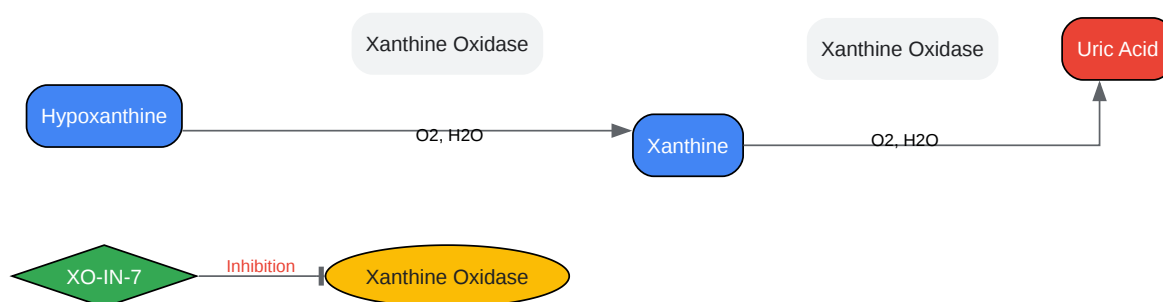 Xanthine Oxidase
Xanthine Oxidase
Uric Acid
Hypoxanthine
O2, H2O
Xanthine
O2, H2O
XO-IN-7
Inhibition
Xanthine Oxidase